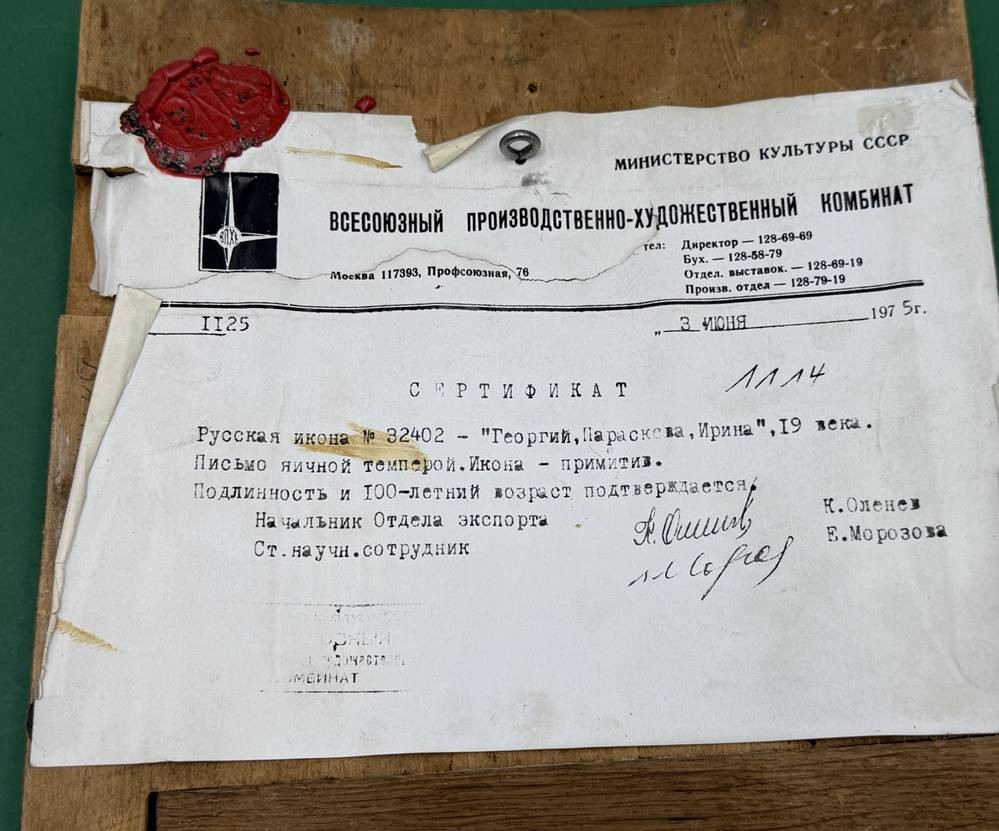 МИНИСТЕРСТВО КУЛЬТУРЫ СССР
ВСЕСОЮЗНЫЙ ПРОИЗВОДСТВЕННО-ХУДОЖЕСТВЕННЫЙ КОМБИНАТ
ВПХК
Москва 117393, Профсоюзная, 76
тел: Директор — 128-69-69
Бух. — 128-58-79
Отдел. выставок. — 128-69-19
Произв. отдел — 128-79-19
II25
„ 3 ИЮНЯ 1975г.
1114
СЕРТИФИКАТ
Русская икона № 32402 – "Георгий,Параскева,Ирина",19 века.
Письмо яичной темперой.Икона – примитив.
Подлинность и I00-летний возраст подтверждается.
Начальник Отдела экспорта К.Оленев
Ст.научн.сотрудник Е.Морозова
КОМБИНАТ